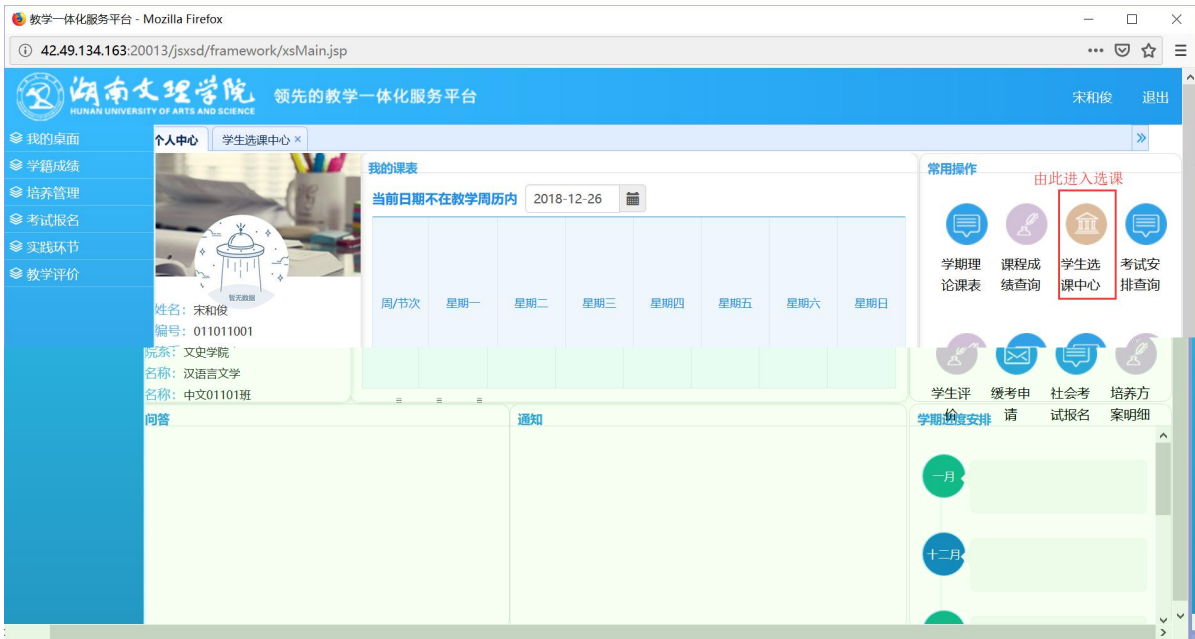 教学一体化服务平台 - Mozilla Firefox
42.49.134.163:20013/jsxsd/framework/xsMain.jsp
湖南文理学院
HUNAN UNIVERSITY OF ARTS AND SCIENCE
领先的教学一体化服务平台
宋和俊 退出
我的桌面
学籍成绩
培养管理
考试报名
实践环节
教学评价
个人中心 学生选课中心 ×
暂无数据
姓名：宋和俊
编号：011011001
院系：文史学院
名称：汉语言文学
名称：中文01101班
我的课表
当前日期不在教学周历内 2018-12-26
周/节次 星期一 星期二 星期三 星期四 星期五 星期六 星期日
常用操作
由此进入选课
学期理论课表
课程成绩查询
学生选课中心
考试安排查询
学生评价
缓考申请
社会考试报名
培养方案明细
问答
通知
学期进度安排
一月
十二月